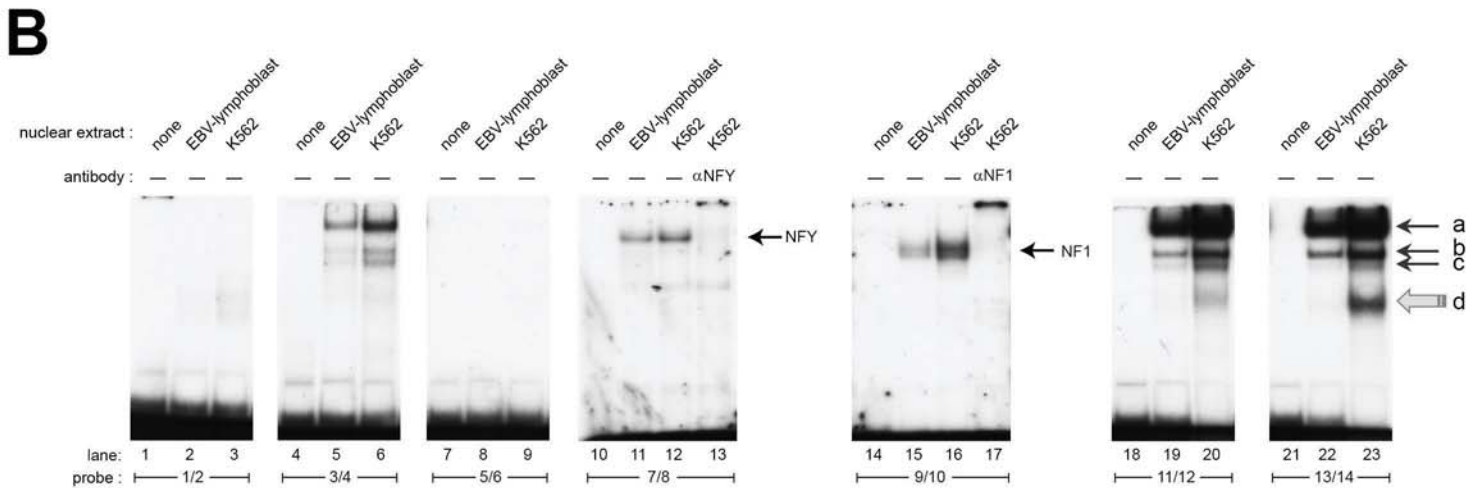 B
nuclear extract : none EBV-lymphoblast K562 none EBV-lymphoblast K562 none EBV-lymphoblast K562 none EBV-lymphoblast K562 K562 none EBV-lymphoblast K562 K562 none EBV-lymphoblast K562 none EBV-lymphoblast K562
antibody : — — — — — — — — — — — — αNFY — — — αNF1 — — — — — —
NFY
NF1
a
b
c
d
lane: 1 2 3 4 5 6 7 8 9 10 11 12 13 14 15 16 17 18 19 20 21 22 23
probe : 1/2 3/4 5/6 7/8 9/10 11/12 13/14